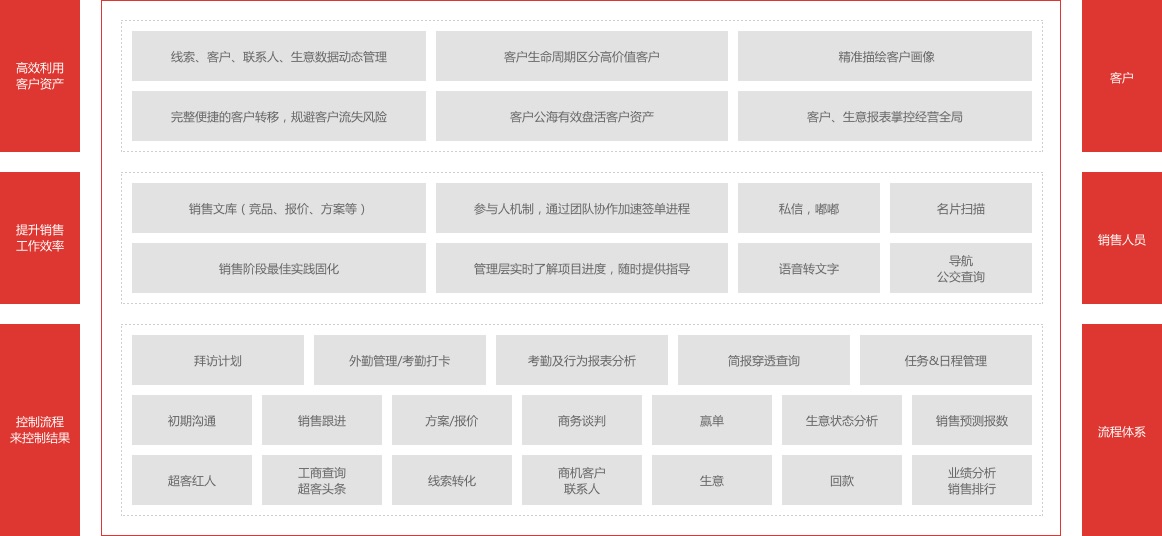 高效利用
客户资产
线索、客户、联系人、生意数据动态管理
客户生命周期区分高价值客户
精准描绘客户画像
完整便捷的客户转移，规避客户流失风险
客户公海有效盘活客户资产
客户、生意报表掌控经营全局
客户
提升销售
工作效率
销售文库（竞品、报价、方案等）
参与人机制，通过团队协作加速签单进程
私信，嘟嘟
名片扫描
销售阶段最佳实践固化
管理层实时了解项目进度，随时提供指导
语音转文字
导航
公交查询
销售人员
控制流程
来控制结果
拜访计划
外勤管理/考勤打卡
考勤及行为报表分析
简报穿透查询
任务&日程管理
初期沟通
销售跟进
方案/报价
商务谈判
赢单
生意状态分析
销售预测报数
超客红人
工商查询
超客头条
线索转化
商机客户
联系人
生意
回款
业绩分析
销售排行
流程体系